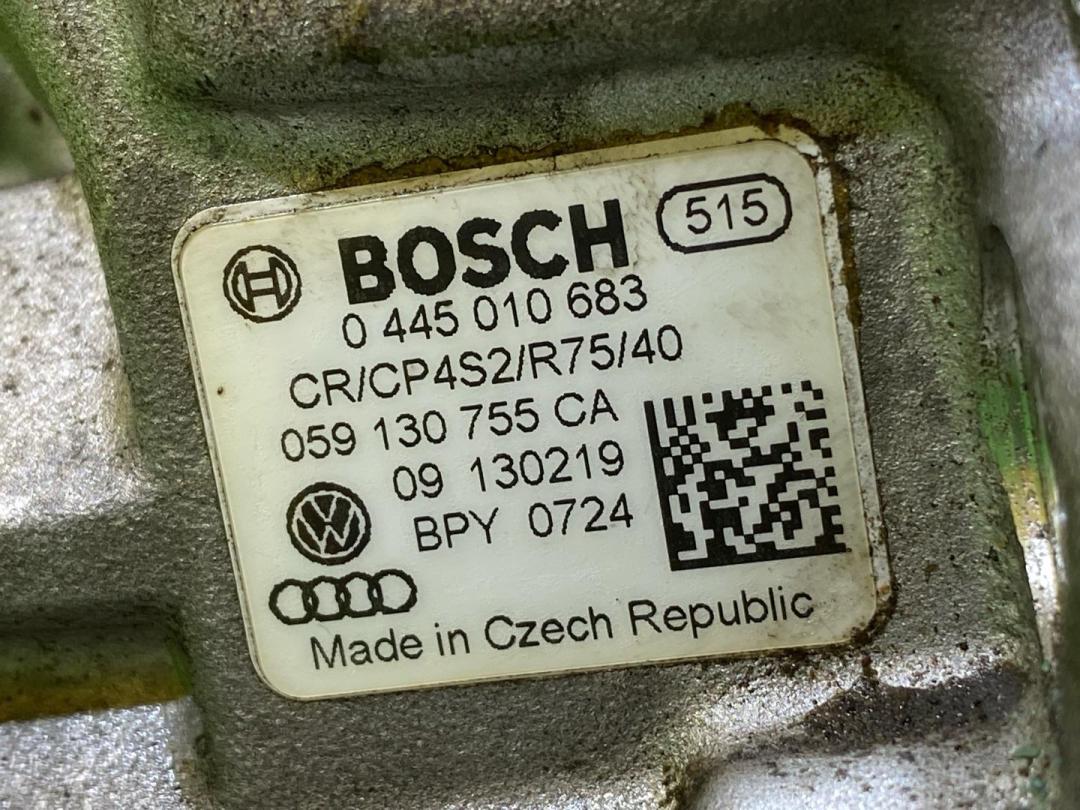 BOSCH 515
0 445 010 683
CR/CP4S2/R75/40
059 130 755 CA
09 130219
BPY 0724
Made in Czech Republic